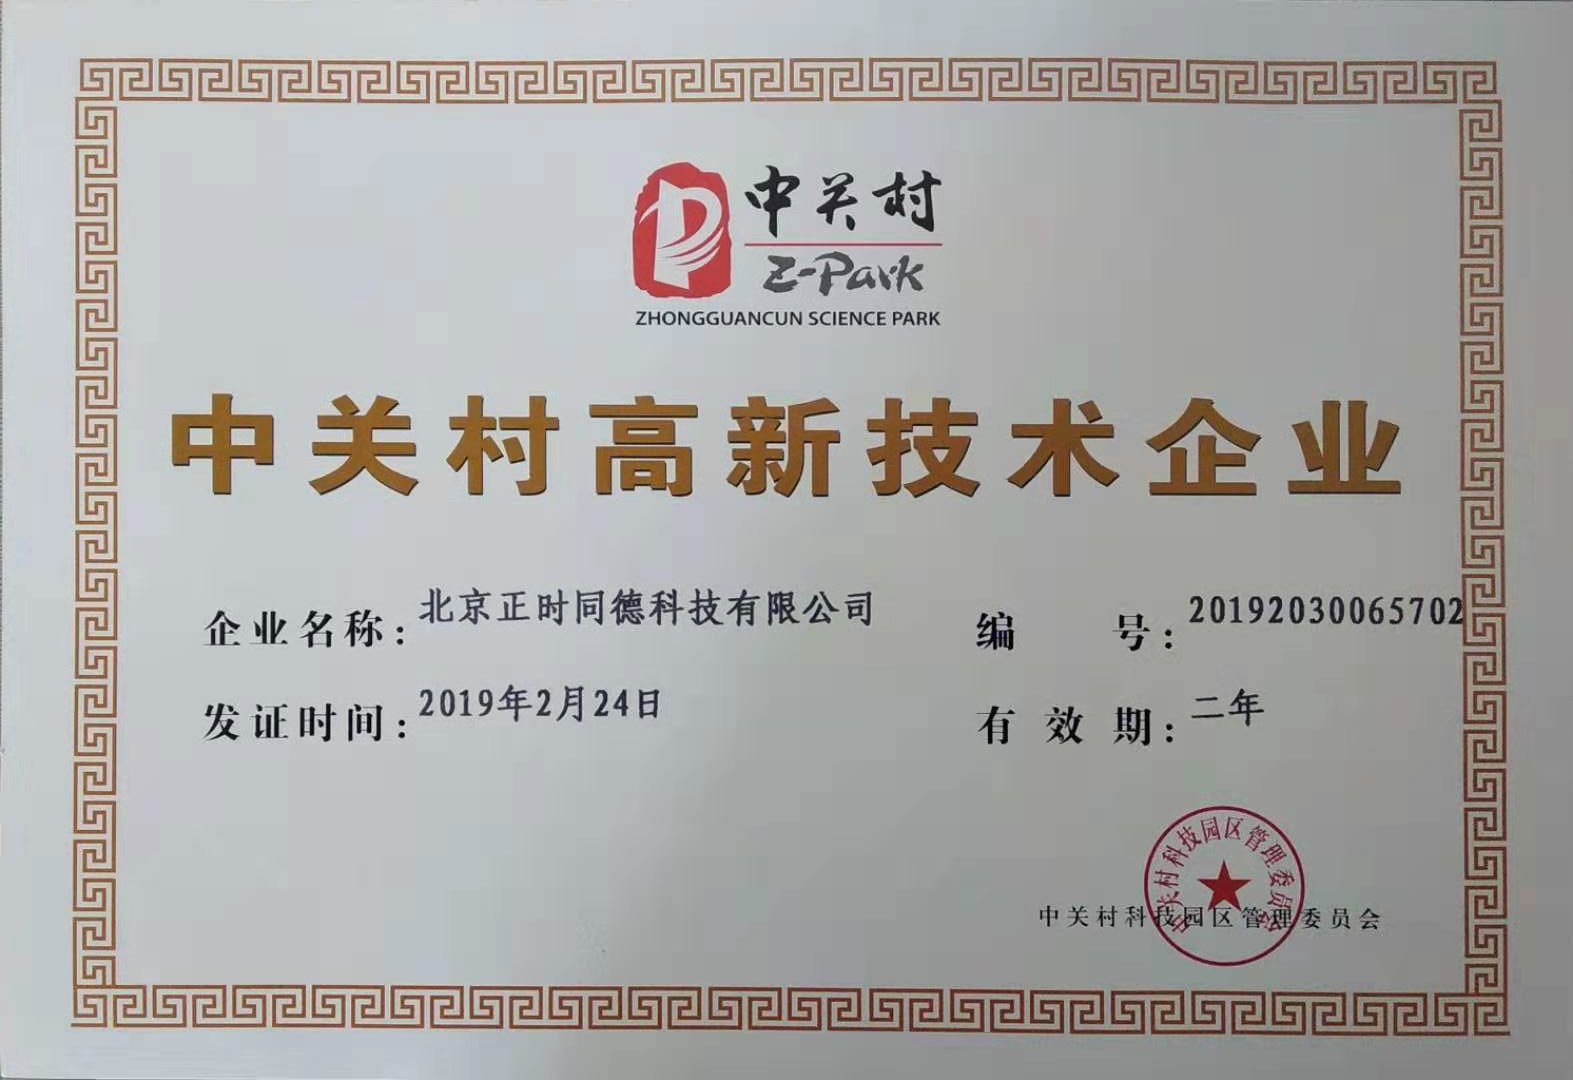 中关村
Z-Park
ZHONGGUANCUN SCIENCE PARK
中关村高新技术企业
企业名称：北京正时同德科技有限公司
编 号：20192030065702
发证时间：2019年2月24日
有 效 期：二年
中关村科技园区管理委员会
中关村科技园区管理委员会